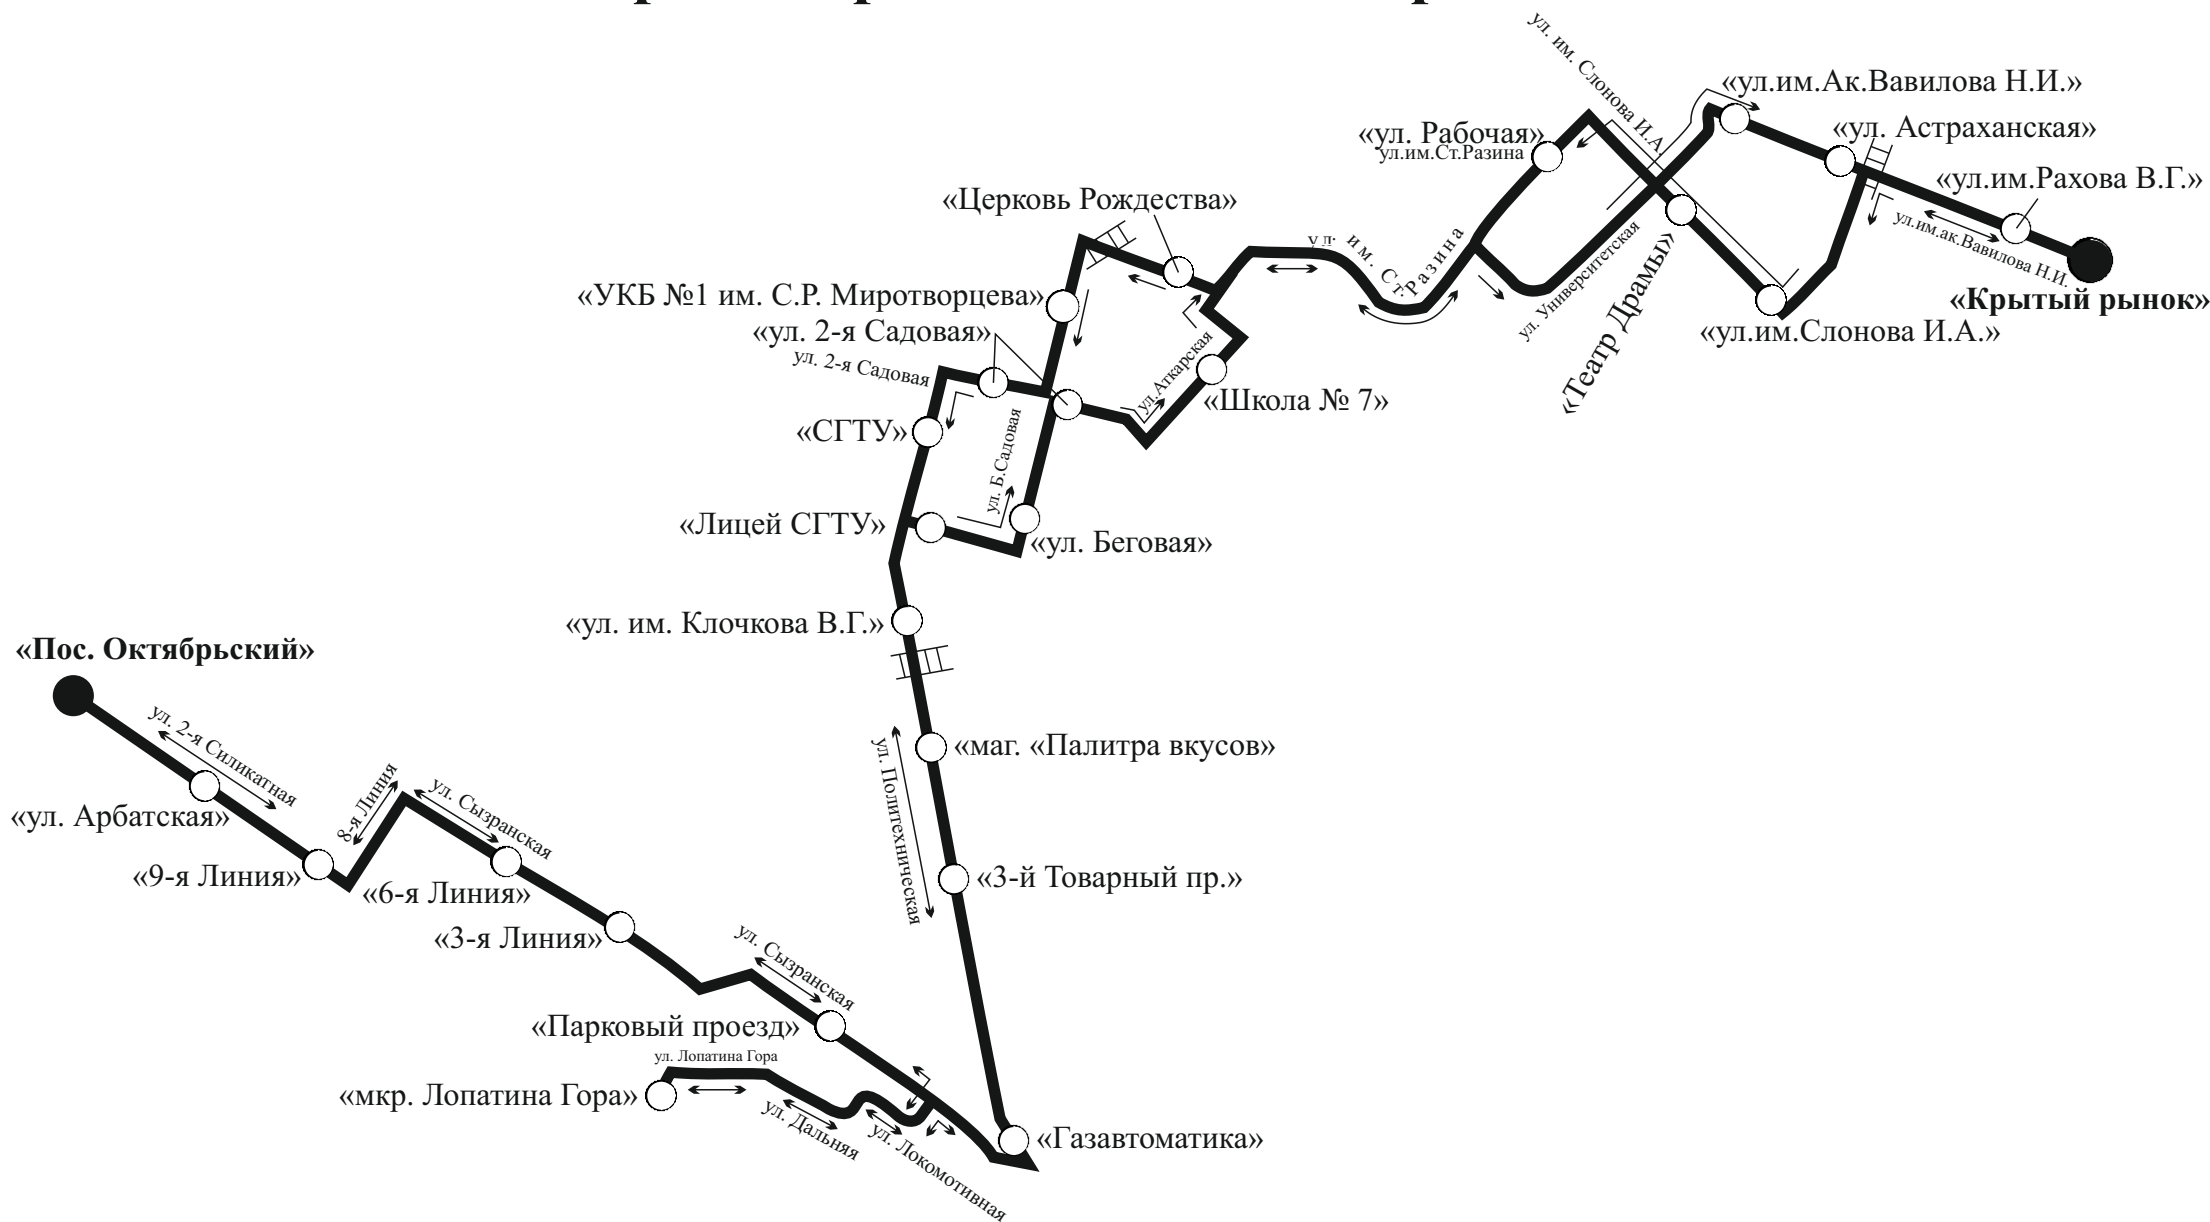 ул. им. Слонова И.А.
«ул.им.Ак.Вавилова Н.И.»
«ул. Рабочая»
ул.им.Ст.Разина
«ул. Астраханская»
«ул.им.Рахова В.Г.»
ул.им.ак.Вавилова Н.И.
«Крытый рынок»
«ул.им.Слонова И.А.»
«Театр Драмы»
ул. Университетская
ул. им. Ст. Разина
«Церковь Рождества»
«УКБ №1 им. С.Р. Миротворцева»
«ул. 2-я Садовая»
ул. 2-я Садовая
ул.Аткарская
«Школа № 7»
«СГТУ»
ул. Б.Садовая
«Лицей СГТУ»
«ул. Беговая»
«ул. им. Клочкова В.Г.»
«Пос. Октябрьский»
ул. 2-я Силикатная
«маг. «Палитра вкусов»
ул. Политехническая
8-я Линия
ул. Сызранская
«ул. Арбатская»
«9-я Линия»
«6-я Линия»
«3-й Товарный пр.»
«3-я Линия»
ул. Сызранская
«Парковый проезд»
ул. Лопатина Гора
«мкр. Лопатина Гора»
ул. Дальняя
ул. Локомотивная
«Газавтоматика»